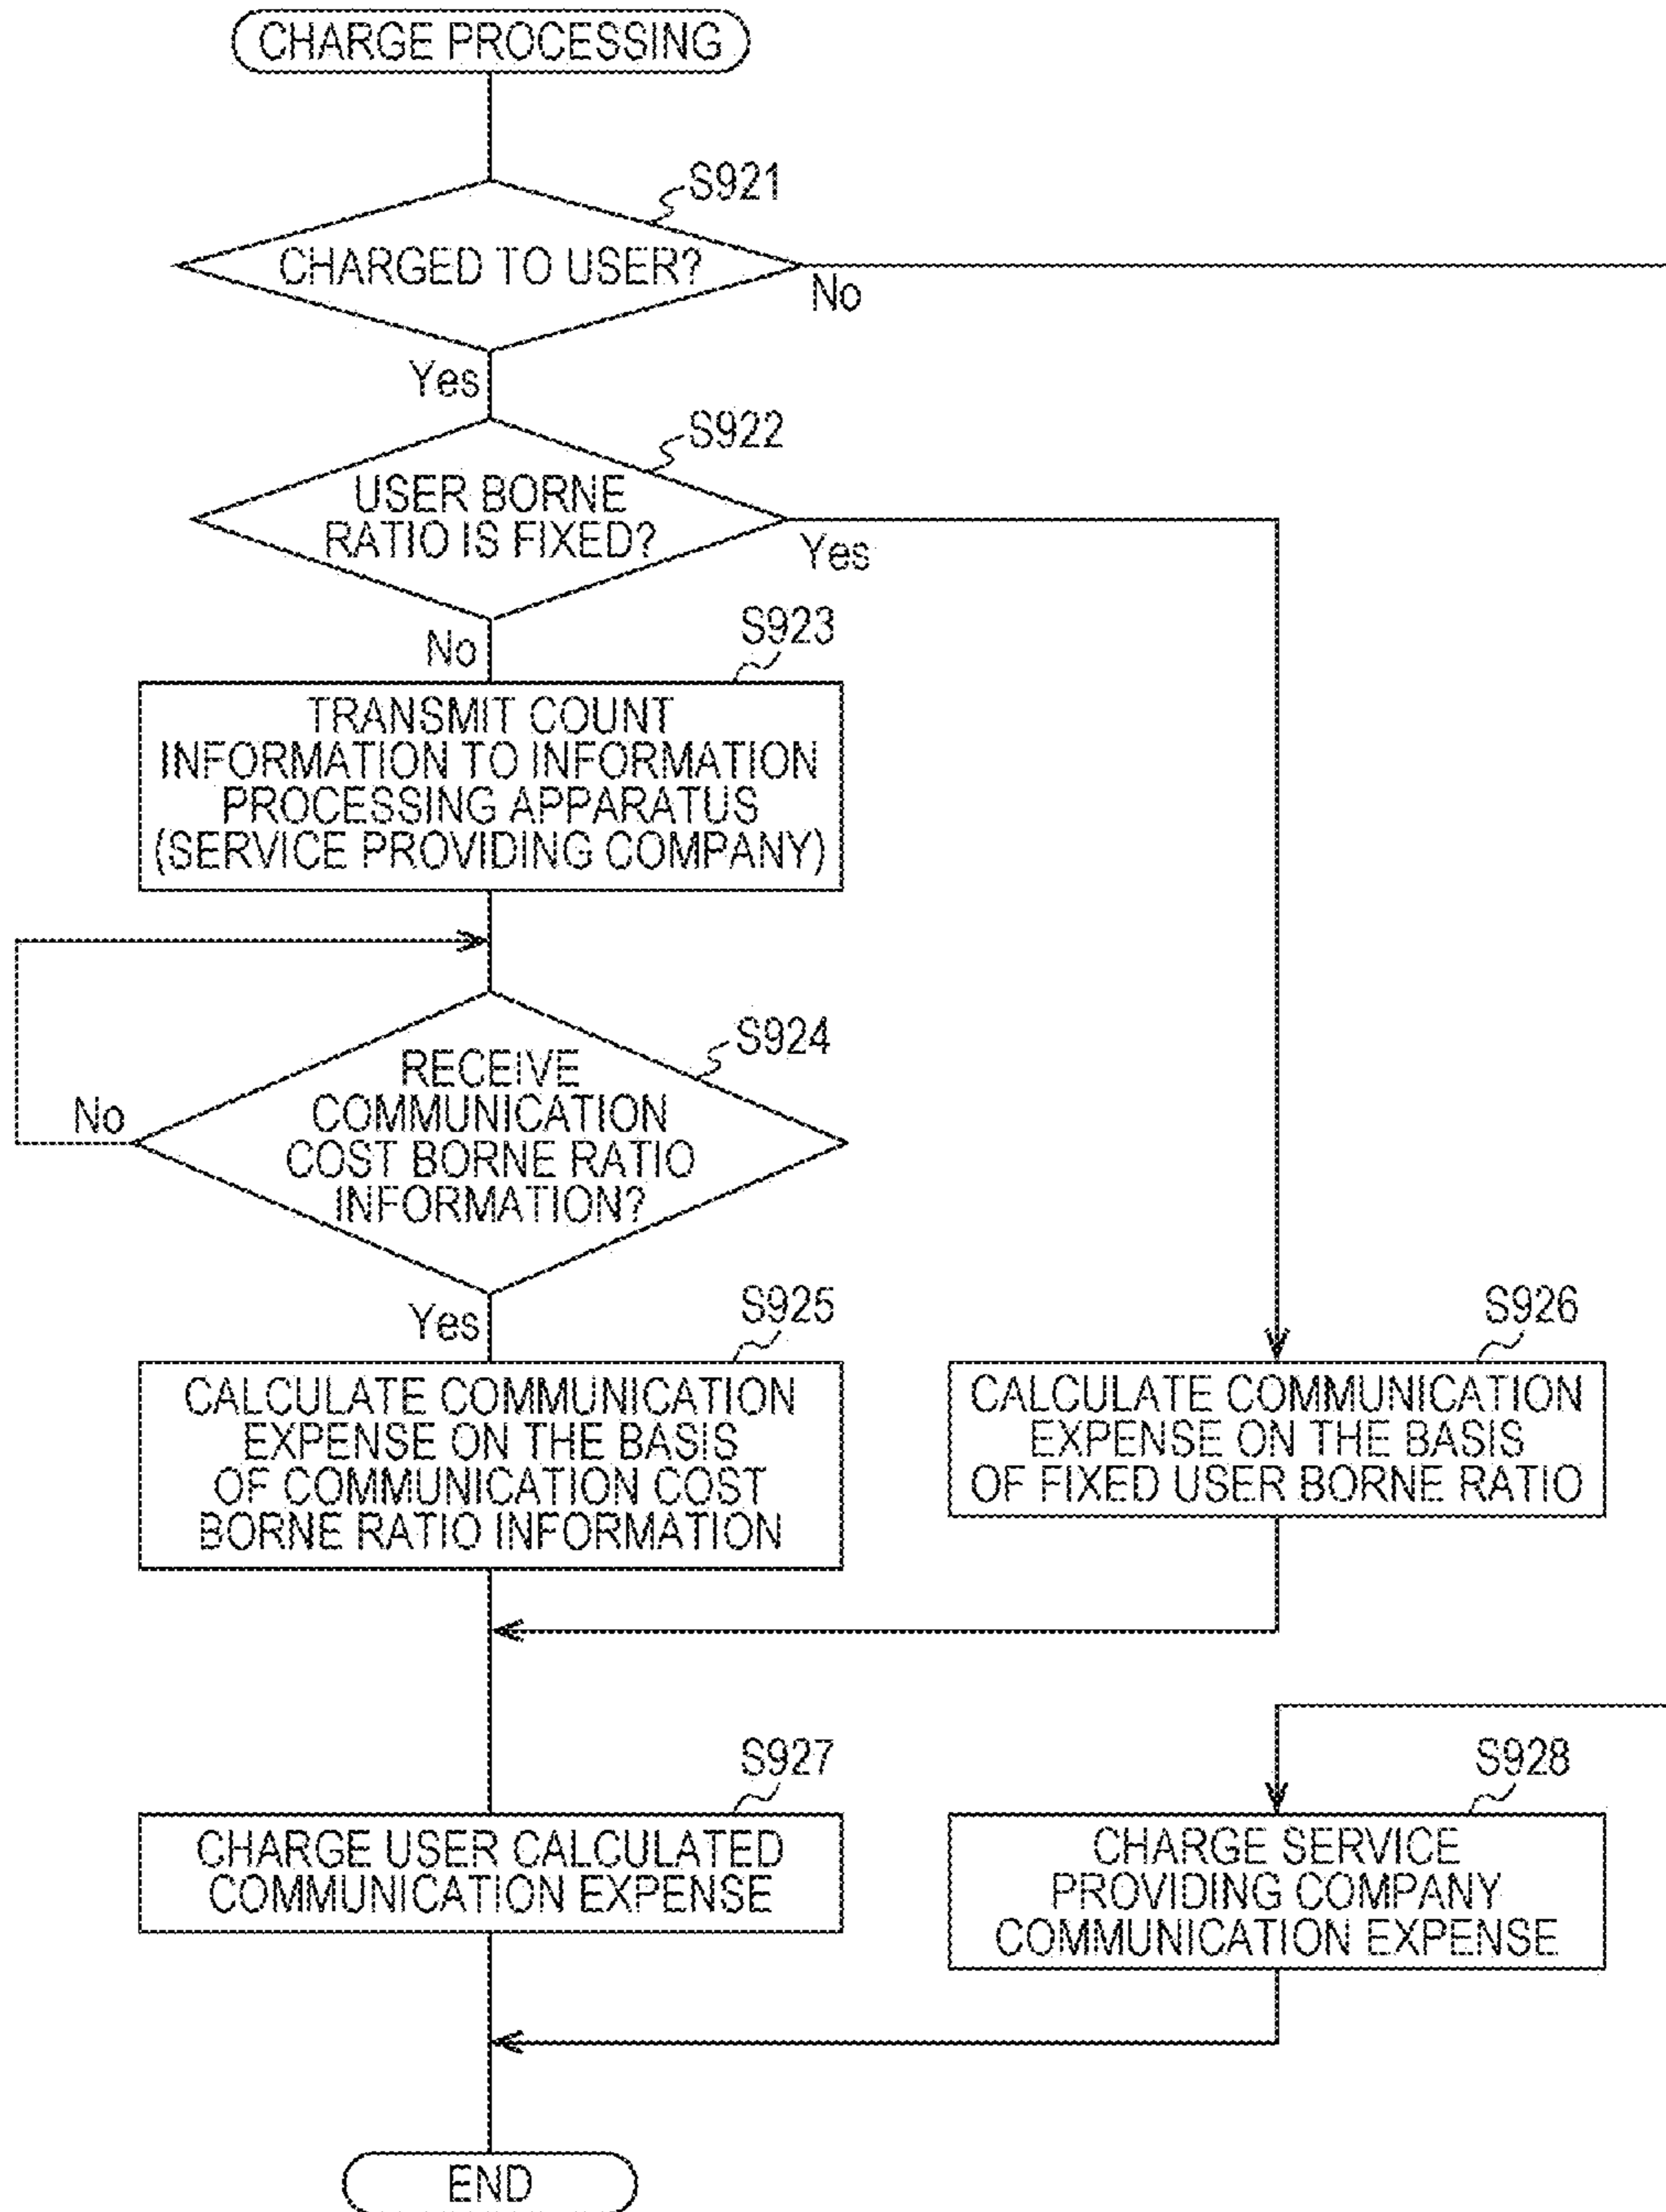 CHARGE PROCESSING
S921
CHARGED TO USER?
No
Yes
S922
USER BORNE
RATIO IS FIXED?
Yes
No
S923
TRANSMIT COUNT
INFORMATION TO INFORMATION
PROCESSING APPARATUS
(SERVICE PROVIDING COMPANY)
S924
RECEIVE
COMMUNICATION
COST BORNE RATIO
INFORMATION?
No
Yes
S925
CALCULATE COMMUNICATION
EXPENSE ON THE BASIS
OF COMMUNICATION COST
BORNE RATIO INFORMATION
S926
CALCULATE COMMUNICATION
EXPENSE ON THE BASIS
OF FIXED USER BORNE RATIO
S927
CHARGE USER CALCULATED
COMMUNICATION EXPENSE
S928
CHARGE SERVICE
PROVIDING COMPANY
COMMUNICATION EXPENSE
END